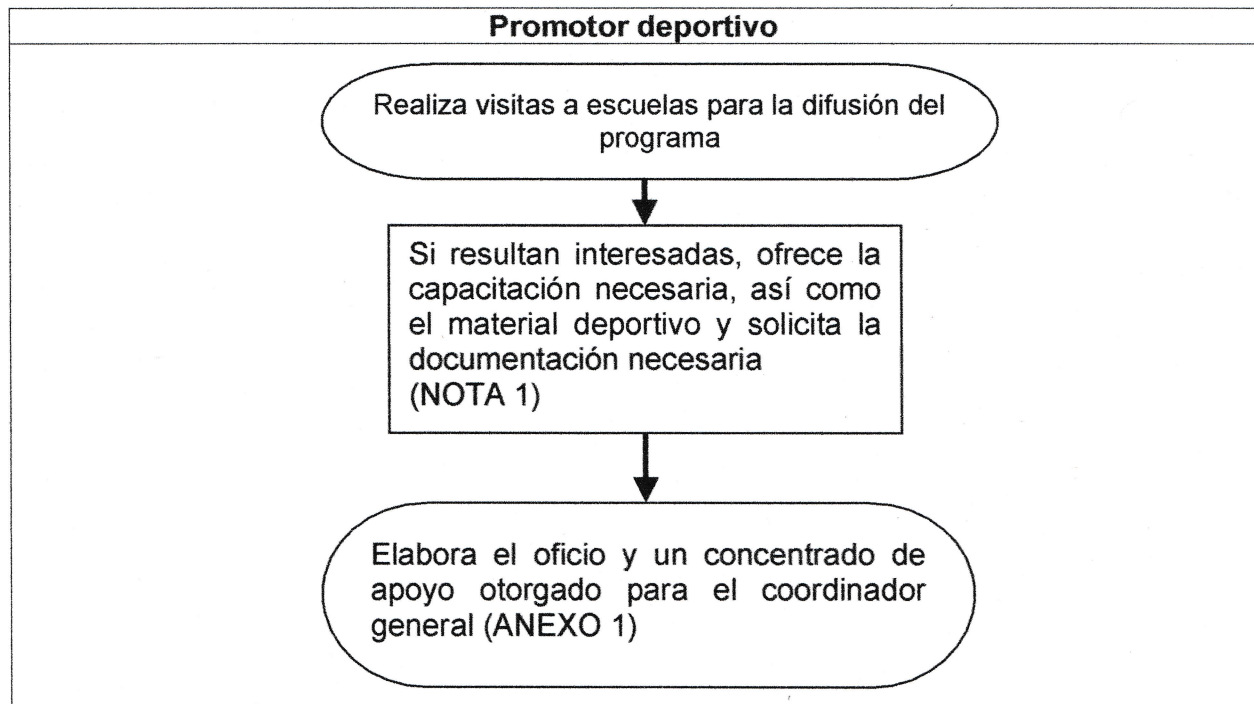 Promotor deportivo
Realiza visitas a escuelas para la difusión del
programa
Si resultan interesadas, ofrece la
capacitación necesaria, así como
el material deportivo y solicita la
documentación necesaria
(NOTA 1)
Elabora el oficio y un concentrado de
apoyo otorgado para el coordinador
general (ANEXO 1)